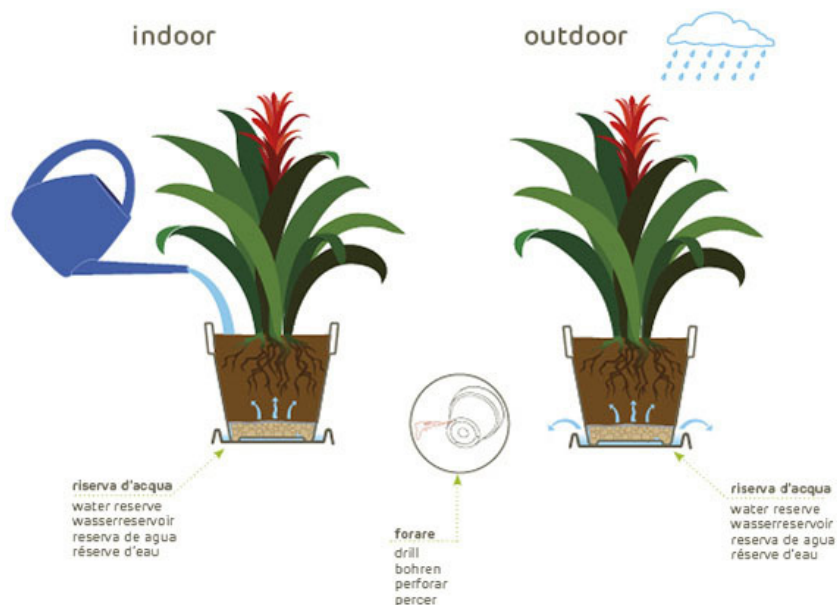 indoor
outdoor
riserva d'acqua
water reserve
wasserreservoir
reserva de agua
réserve d'eau
forare
drill
bohren
perforar
percer
riserva d'acqua
water reserve
wasserreservoir
reserva de agua
réserve d'eau